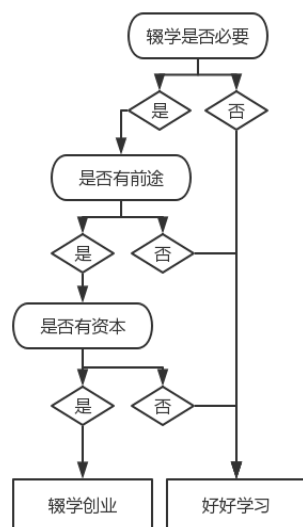 辍学是否必要
是 否
是否有前途
是 否
是否有资本
是 否
辍学创业 好好学习